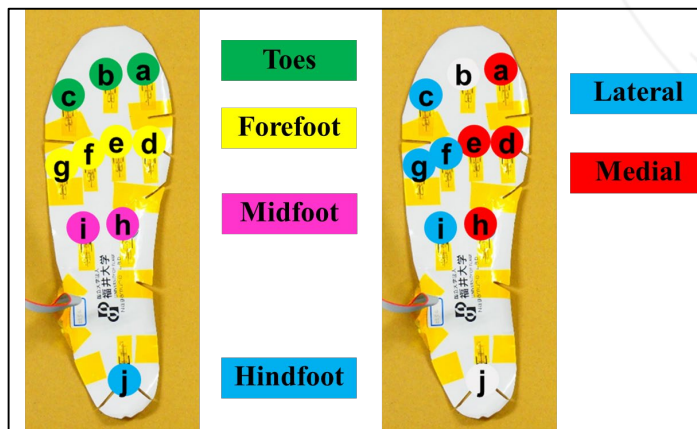 a
b
c
d
e
f
g
h
i
j
Toes
Forefoot
Midfoot
Hindfoot
福井大学
a
b
c
d
e
f
g
h
i
j
Lateral
Medial
福井大学